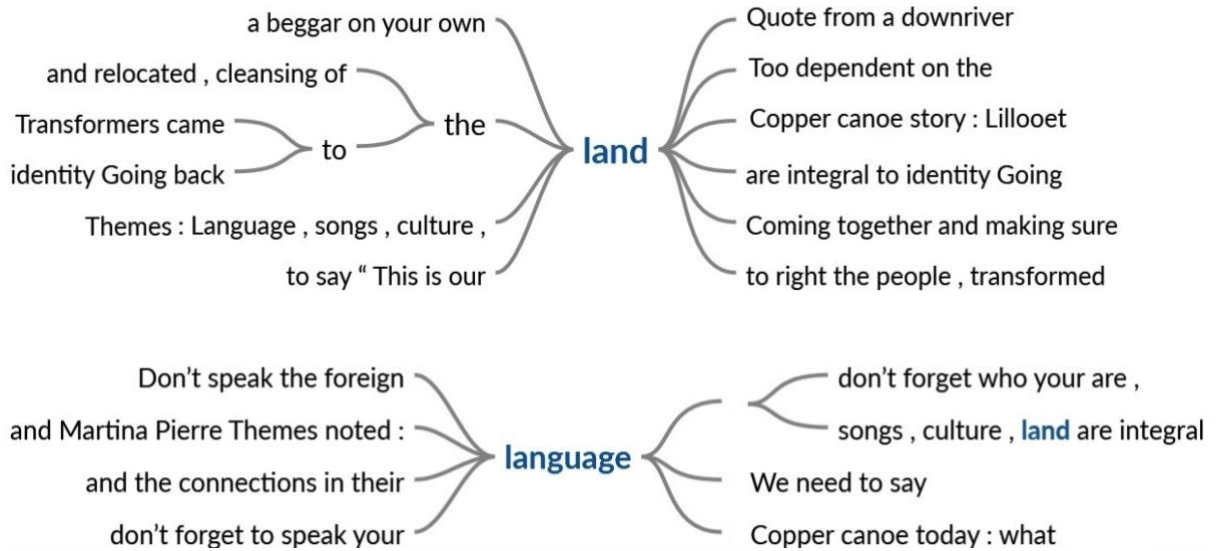 a beggar on your own
and relocated , cleansing of
Transformers came
identity Going back
to
the
Themes : Language , songs , culture ,
to say “ This is our
land
Quote from a downriver
Too dependent on the
Copper canoe story : Lillooet
are integral to identity Going
Coming together and making sure
to right the people , transformed
Don’t speak the foreign
and Martina Pierre Themes noted :
and the connections in their
don’t forget to speak your
language
don’t forget who your are ,
songs , culture , land are integral
We need to say
Copper canoe today : what